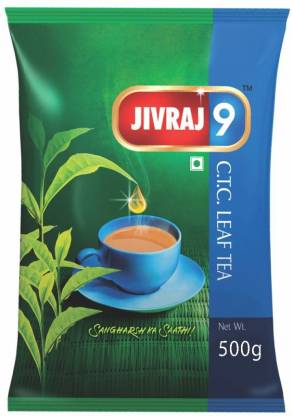 JIVRAJ 9 ™
C.T.C. LEAF TEA
SANGHARSH KA SAATHI
Net Wt.
500g